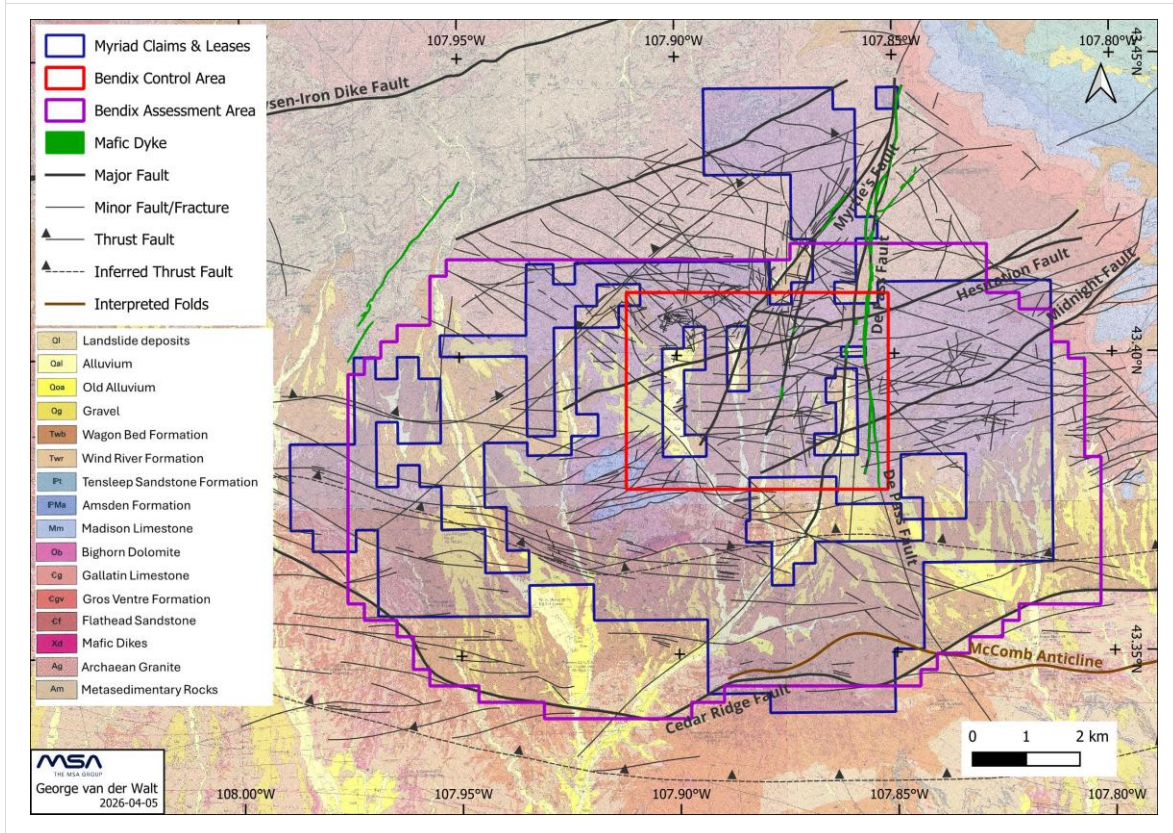 Myriad Claims & Leases
Bendix Control Area
Bendix Assessment Area
Mafic Dyke
Major Fault
Minor Fault/Fracture
Thrust Fault
Inferred Thrust Fault
Interpreted Folds
Ql Landslide deposits
Qal Alluvium
Qoa Old Alluvium
Qg Gravel
Twb Wagon Bed Formation
Twr Wind River Formation
Tensleep Sandstone Formation
Amsden Formation
Mm Madison Limestone
Ob Bighorn Dolomite
Cg Gallatin Limestone
Cgv Gros Ventre Formation
Cf Flathead Sandstone
Xd Mafic Dikes
Ag Archaean Granite
Am Metasedimentary Rocks
107.95°W
107.90°W
107.85°W
107.80°W
43.45°N
ysen-Iron Dike Fault
Myrne's Fault
De Pass Fault
Hesitation Fault
Midnight Fault
43.40°N
De Pass Fault
43.35°N
McComb Anticline
Cedar Ridge Fault
0 1 2 km
MSA
THE MSA GROUP
George van der Walt
2026-04-05
108.00°W
107.95°W
107.90°W
107.85°W
107.80°W